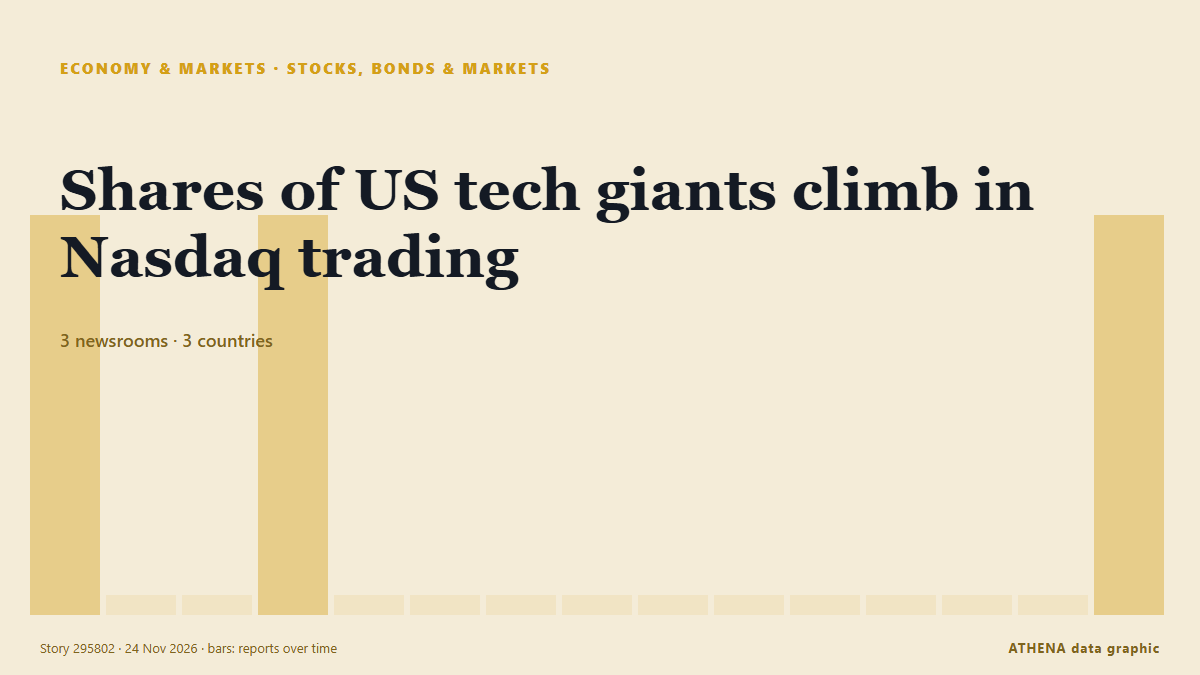 ECONOMY & MARKETS · STOCKS, BONDS & MARKETS
Shares of US tech giants climb in
Nasdaq trading
3 newsrooms · 3 countries
Story 295802 · 24 Nov 2026 · bars: reports over time
ATHENA data graphic